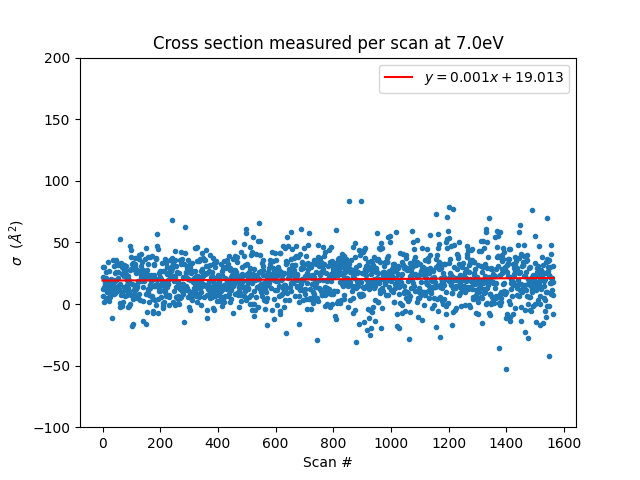 Cross section measured per scan at 7.0eV
y = 0.001x + 19.013
200
150
100
50
0
−50
−100
σ (Å²)
0 200 400 600 800 1000 1200 1400 1600
Scan #